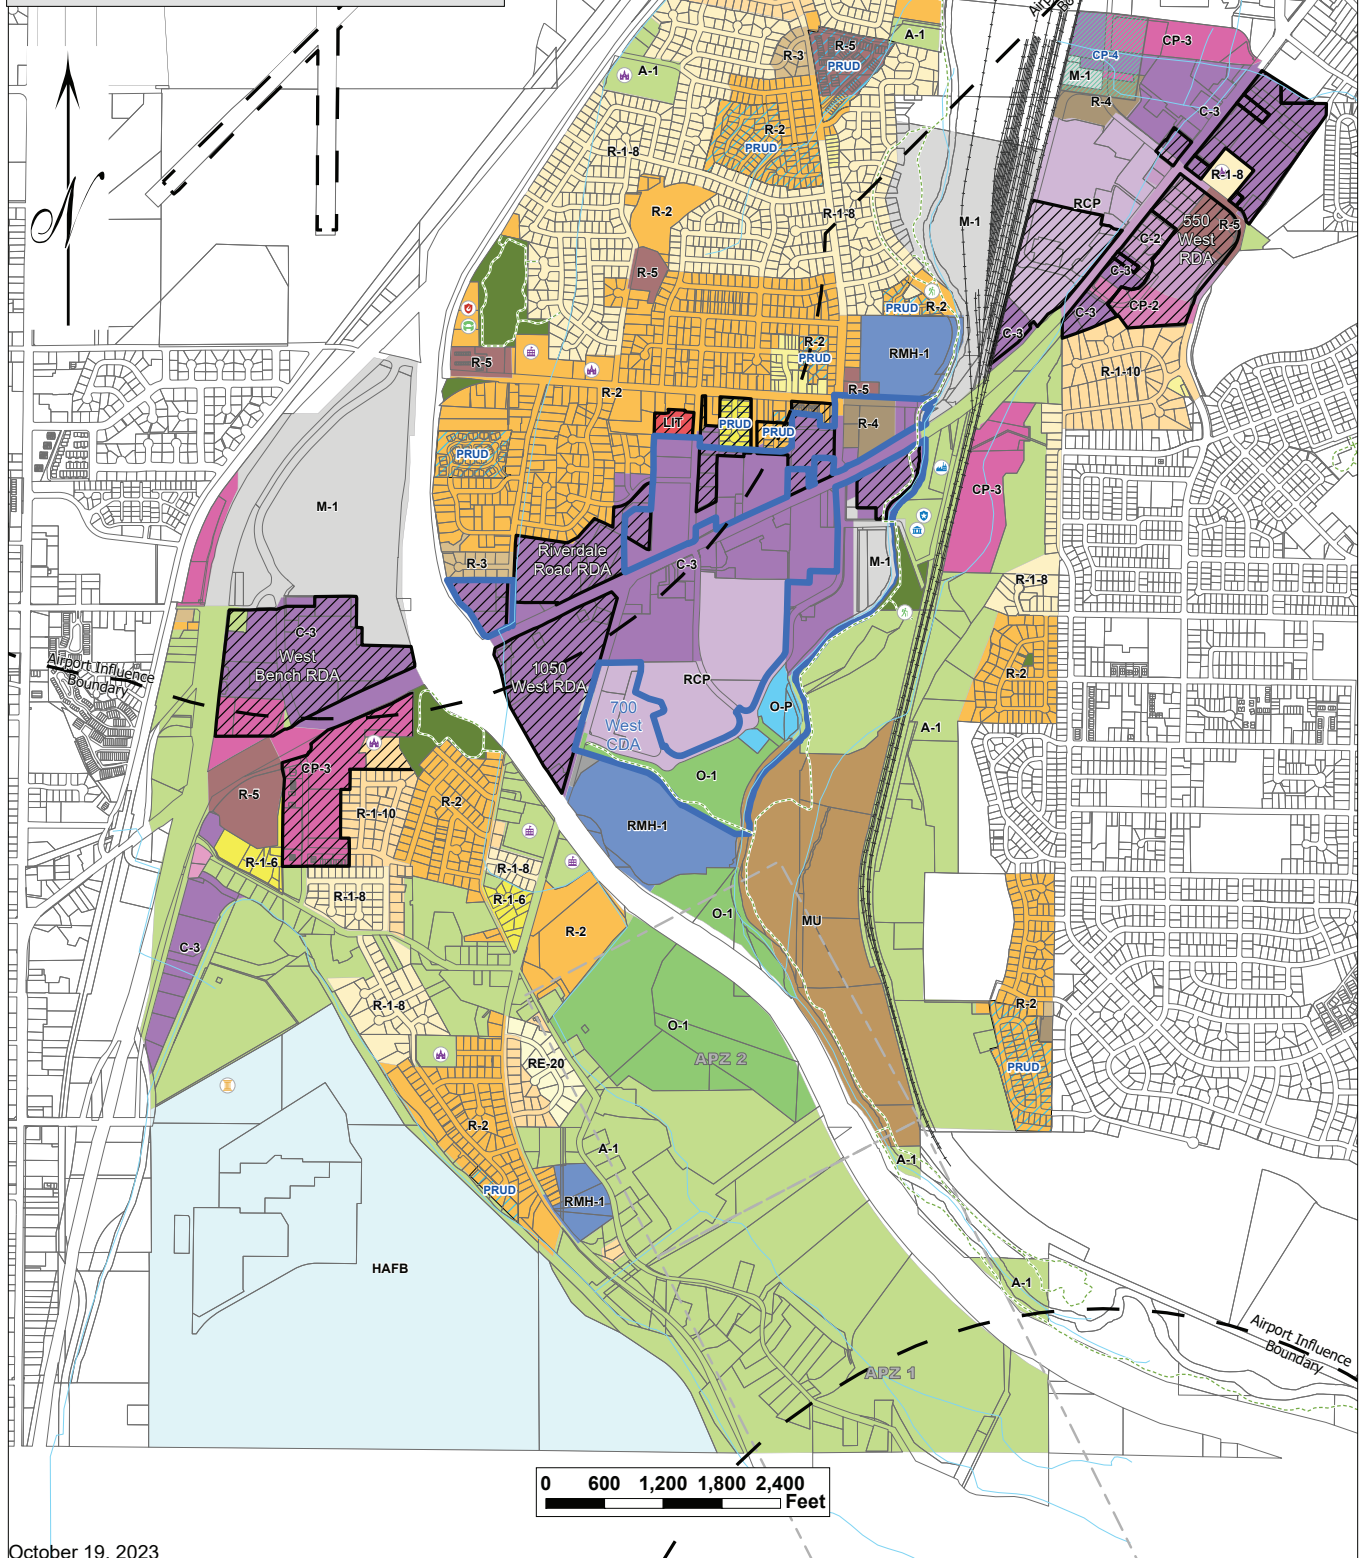 Airport
Boundary
CP-3
A-1
R-5
PRUD
R-3
CP-4
A-1
M-1
R-4
C-3
R-2
PRUD
R-1-8
R-1-8
R-2
R-1-8
RCP
M-1
550
West
RDA
R-5
C-2
R-5
C-3
CP-2
PRUD
R-2
C-3
C-3
R-2
PRUD
RMH-1
R-5
R-1-10
R-2
R-5
LIT
PRUD
PRUD
R-4
PRUD
CP-3
M-1
Riverdale
Road RDA
R-3
C-3
M-1
R-1-8
C-3
West
Bench RDA
Airport Influence
Boundary
1050
West RDA
RCP
R-2
700
West
CDA
O-P
A-1
CP-3
O-1
R-5
R-2
R-1-10
RMH-1
R-1-6
R-1-8
R-1-8
R-1-6
O-1
MU
R-2
C-3
R-1-8
R-2
O-1
APZ 2
RE-20
PRUD
R-2
A-1
A-1
PRUD
RMH-1
HAFB
A-1
Airport Influence
Boundary
APZ 1
0 600 1,200 1,800 2,400
Feet
October 19, 2023